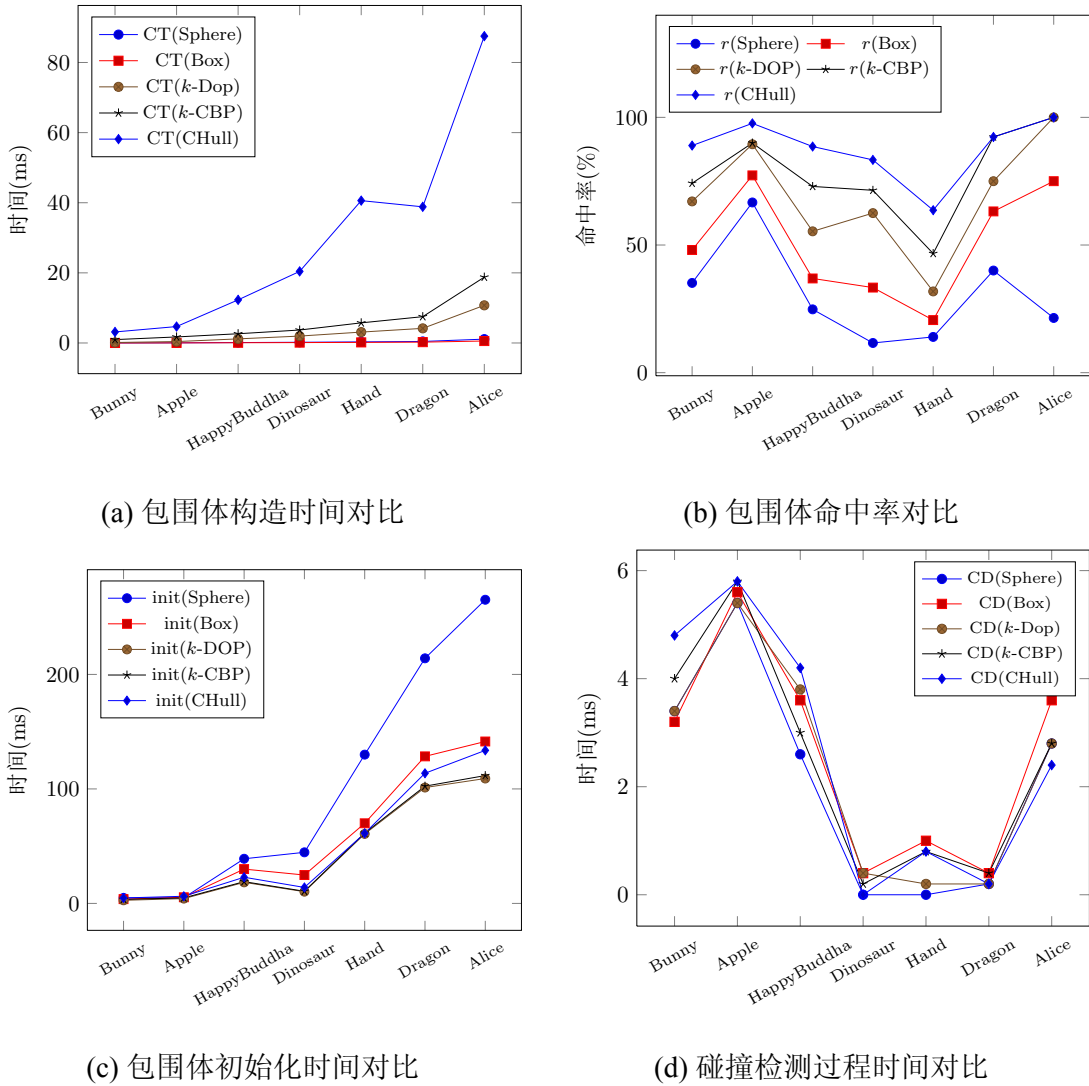 CT(Sphere)
CT(Box)
CT(k-Dop)
CT(k-CBP)
CT(CHull)
80
60
40
20
0
时间(ms)
Bunny
Apple
HappyBuddha
Dinosaur
Hand
Dragon
Alice
(a) 包围体构造时间对比
r(Sphere) r(Box)
r(k-DOP) r(k-CBP)
r(CHull)
100
50
0
命中率(%)
Bunny
Apple
HappyBuddha
Dinosaur
Hand
Dragon
Alice
(b) 包围体命中率对比
init(Sphere)
init(Box)
init(k-DOP)
init(k-CBP)
init(CHull)
200
100
0
时间(ms)
Bunny
Apple
HappyBuddha
Dinosaur
Hand
Dragon
Alice
(c) 包围体初始化时间对比
CD(Sphere)
CD(Box)
CD(k-Dop)
CD(k-CBP)
CD(CHull)
6
4
2
0
时间(ms)
Bunny
Apple
HappyBuddha
Dinosaur
Hand
Dragon
Alice
(d) 碰撞检测过程时间对比